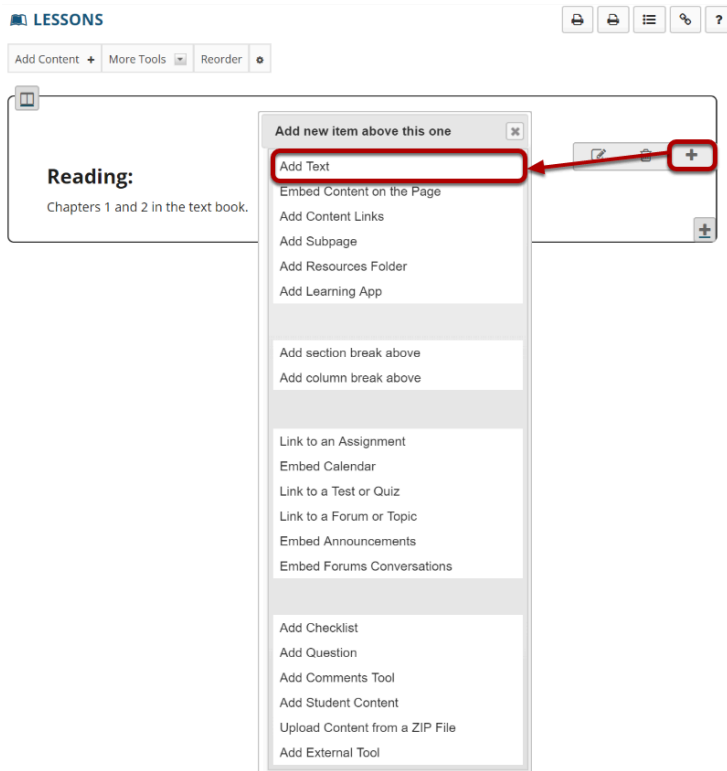 LESSONS
?
Add Content +
More Tools
Reorder
Add new item above this one
Add Text
Embed Content on the Page
Add Content Links
Add Subpage
Add Resources Folder
Add Learning App
Reading:
Chapters 1 and 2 in the text book.
Add section break above
Add column break above
Link to an Assignment
Embed Calendar
Link to a Test or Quiz
Link to a Forum or Topic
Embed Announcements
Embed Forums Conversations
Add Checklist
Add Question
Add Comments Tool
Add Student Content
Upload Content from a ZIP File
Add External Tool